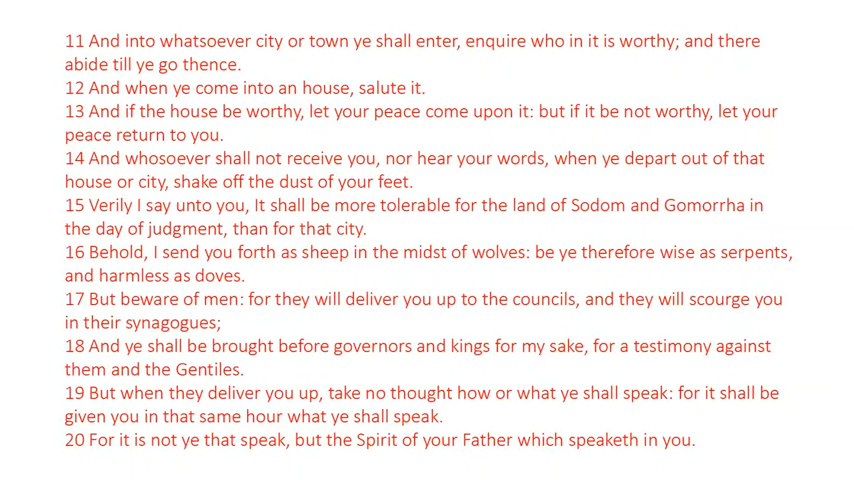 11 And into whatsoever city or town ye shall enter, enquire who in it is worthy; and there
abide till ye go thence.
12 And when ye come into an house, salute it.
13 And if the house be worthy, let your peace come upon it: but if it be not worthy, let your
peace return to you.
14 And whosoever shall not receive you, nor hear your words, when ye depart out of that
house or city, shake off the dust of your feet.
15 Verily I say unto you, It shall be more tolerable for the land of Sodom and Gomorrha in
the day of judgment, than for that city.
16 Behold, I send you forth as sheep in the midst of wolves: be ye therefore wise as serpents,
and harmless as doves.
17 But beware of men: for they will deliver you up to the councils, and they will scourge you
in their synagogues;
18 And ye shall be brought before governors and kings for my sake, for a testimony against
them and the Gentiles.
19 But when they deliver you up, take no thought how or what ye shall speak: for it shall be
given you in that same hour what ye shall speak.
20 For it is not ye that speak, but the Spirit of your Father which speaketh in you.